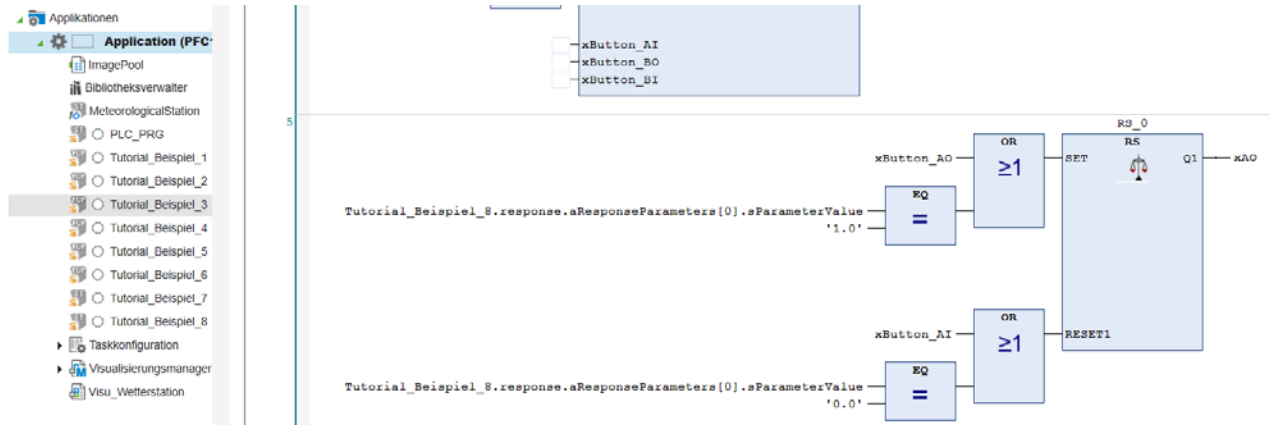 Applikationen
Application (PFC
ImagePool
Bibliotheksverwalter
MeteorologicalStation
PLC_PRG
Tutorial_Beispiel_1
Tutorial_Beispiel_2
Tutorial_Beispiel_3
Tutorial_Beispiel_4
Tutorial_Beispiel_5
Tutorial_Beispiel_6
Tutorial_Beispiel_7
Tutorial_Beispiel_8
Taskkonfiguration
Visualisierungsmanager
Visu_Wetterstation
xButton_AI
xButton_BO
xButton_BI
5
RS_0
OR
RS
xButton_AO
≥1
SET
Q1
xAO
EQ
Tutorial_Beispiel_8.response.aResponseParameters[0].sParameterValue
=
'1.0'
OR
xButton_AI
≥1
RESET1
EQ
Tutorial_Beispiel_8.response.aResponseParameters[0].sParameterValue
=
'0.0'